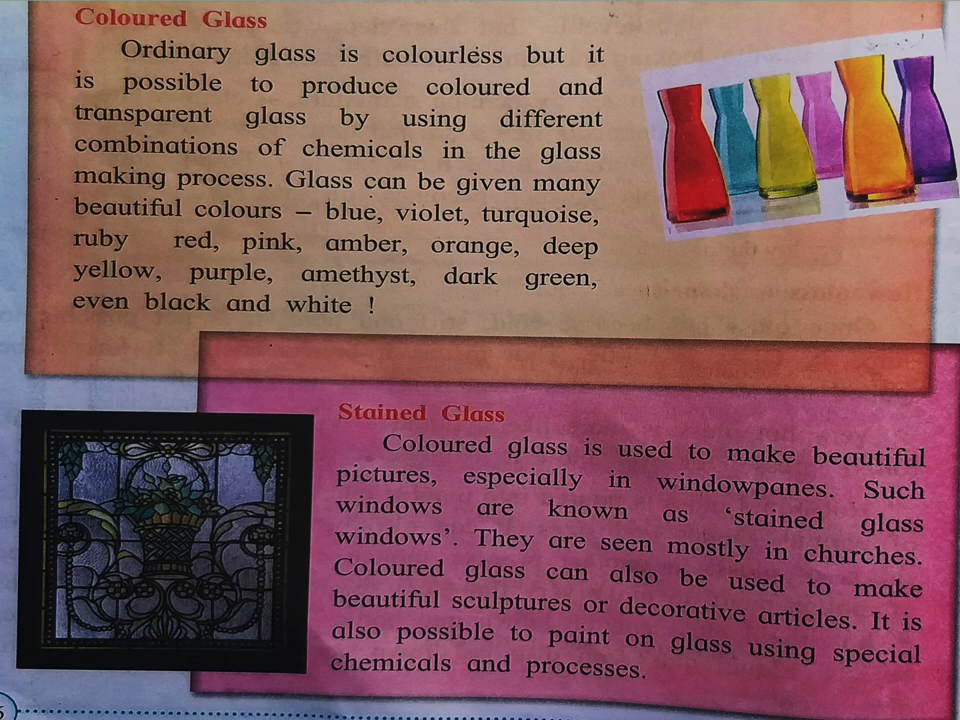 Coloured Glass
Ordinary glass is colourless but it
is possible to produce coloured and
transparent glass by using different
combinations of chemicals in the glass
making process. Glass can be given many
beautiful colours – blue, violet, turquoise,
ruby red, pink, amber, orange, deep
yellow, purple, amethyst, dark green,
even black and white !
Stained Glass
Coloured glass is used to make beautiful
pictures, especially in windowpanes. Such
windows are known as ‘stained glass
windows’. They are seen mostly in churches.
Coloured glass can also be used to make
beautiful sculptures or decorative articles. It is
also possible to paint on glass using special
chemicals and processes.